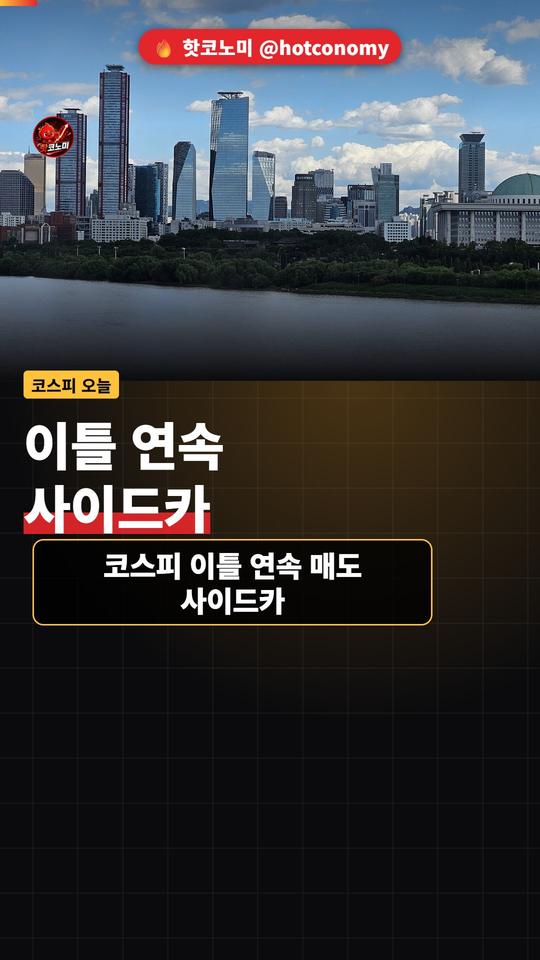 핫코노미 @hotconomy
핫코노미
코스피 오늘
이틀 연속
사이드카
코스피 이틀 연속 매도
사이드카